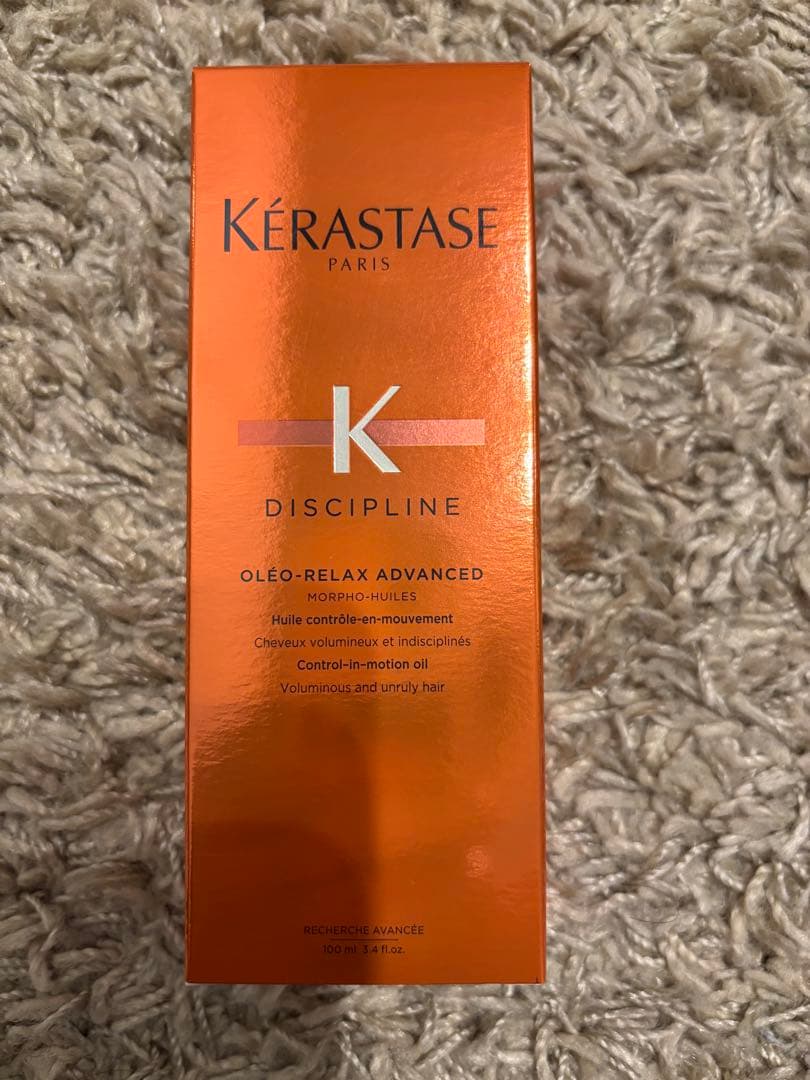 KÉRASTASE
PARIS
K
DISCIPLINE
OLÉO-RELAX ADVANCED
MORPHO-HUILES
Huile contrôle-en-mouvement
Cheveux volumineux et indisciplinés
Control-in-motion oil
Voluminous and unruly hair
RECHERCHE AVANCÉE
100 ml 3.4 fl.oz.